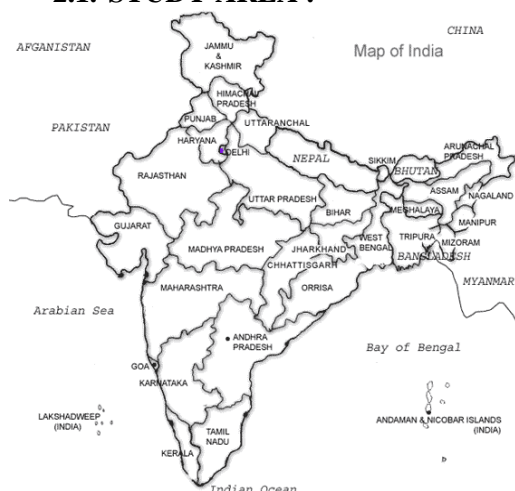 2.1. STUDY AREA :
CHINA
AFGANISTAN
JAMMU
&
KASHMIR
Map of India
HIMACHAL
PRADESH
PUNJAB
UTTARANCHAL
PAKISTAN
HARYANA
DELHI
NEPAL
SIKKIM
ARUNACHAL
PRADESH
BHUTAN
RAJASTHAN
ASSAM
NAGALAND
UTTAR PRADESH
BIHAR
MEGHALAYA
MANIPUR
GUJARAT
MADHYA PRADESH
JHARKHAND
WEST
BENGAL
TRIPURA
MIZORAM
BANGLADESH
CHHATTISGARH
MYANMAR
MAHARASHTRA
ORRISA
Arabian Sea
ANDHRA
PRADESH
Bay of Bengal
GOA
KARNATAKA
LAKSHADWEEP
(INDIA)
ANDAMAN & NICOBAR ISLANDS
(INDIA)
TAMIL
NADU
KERALA
Indian Ocean